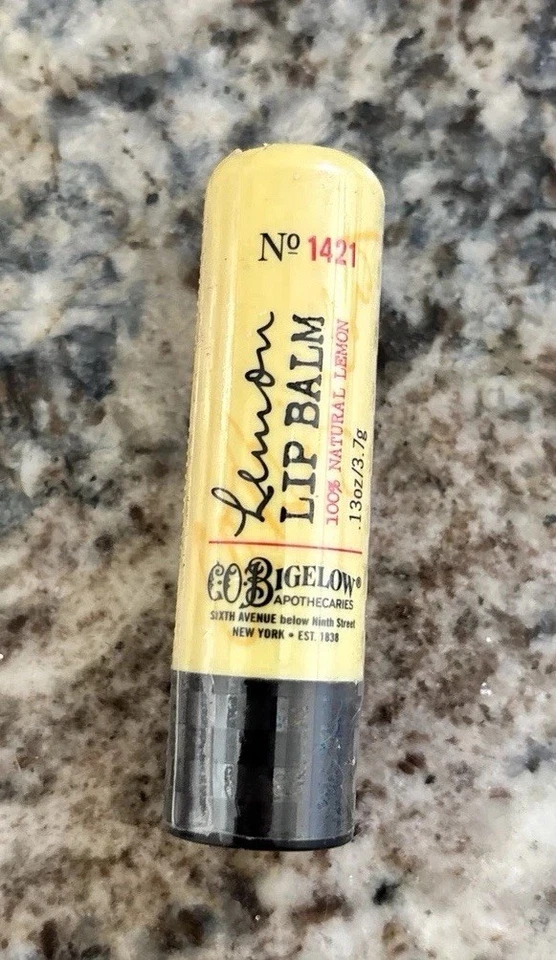 Nº 1421
Lemon
LIP BALM
100% NATURAL LEMON
.13oz/3.7g
C.O.BIGELOW®
APOTHECARIES
SIXTH AVENUE below Ninth Street
NEW YORK • EST. 1838